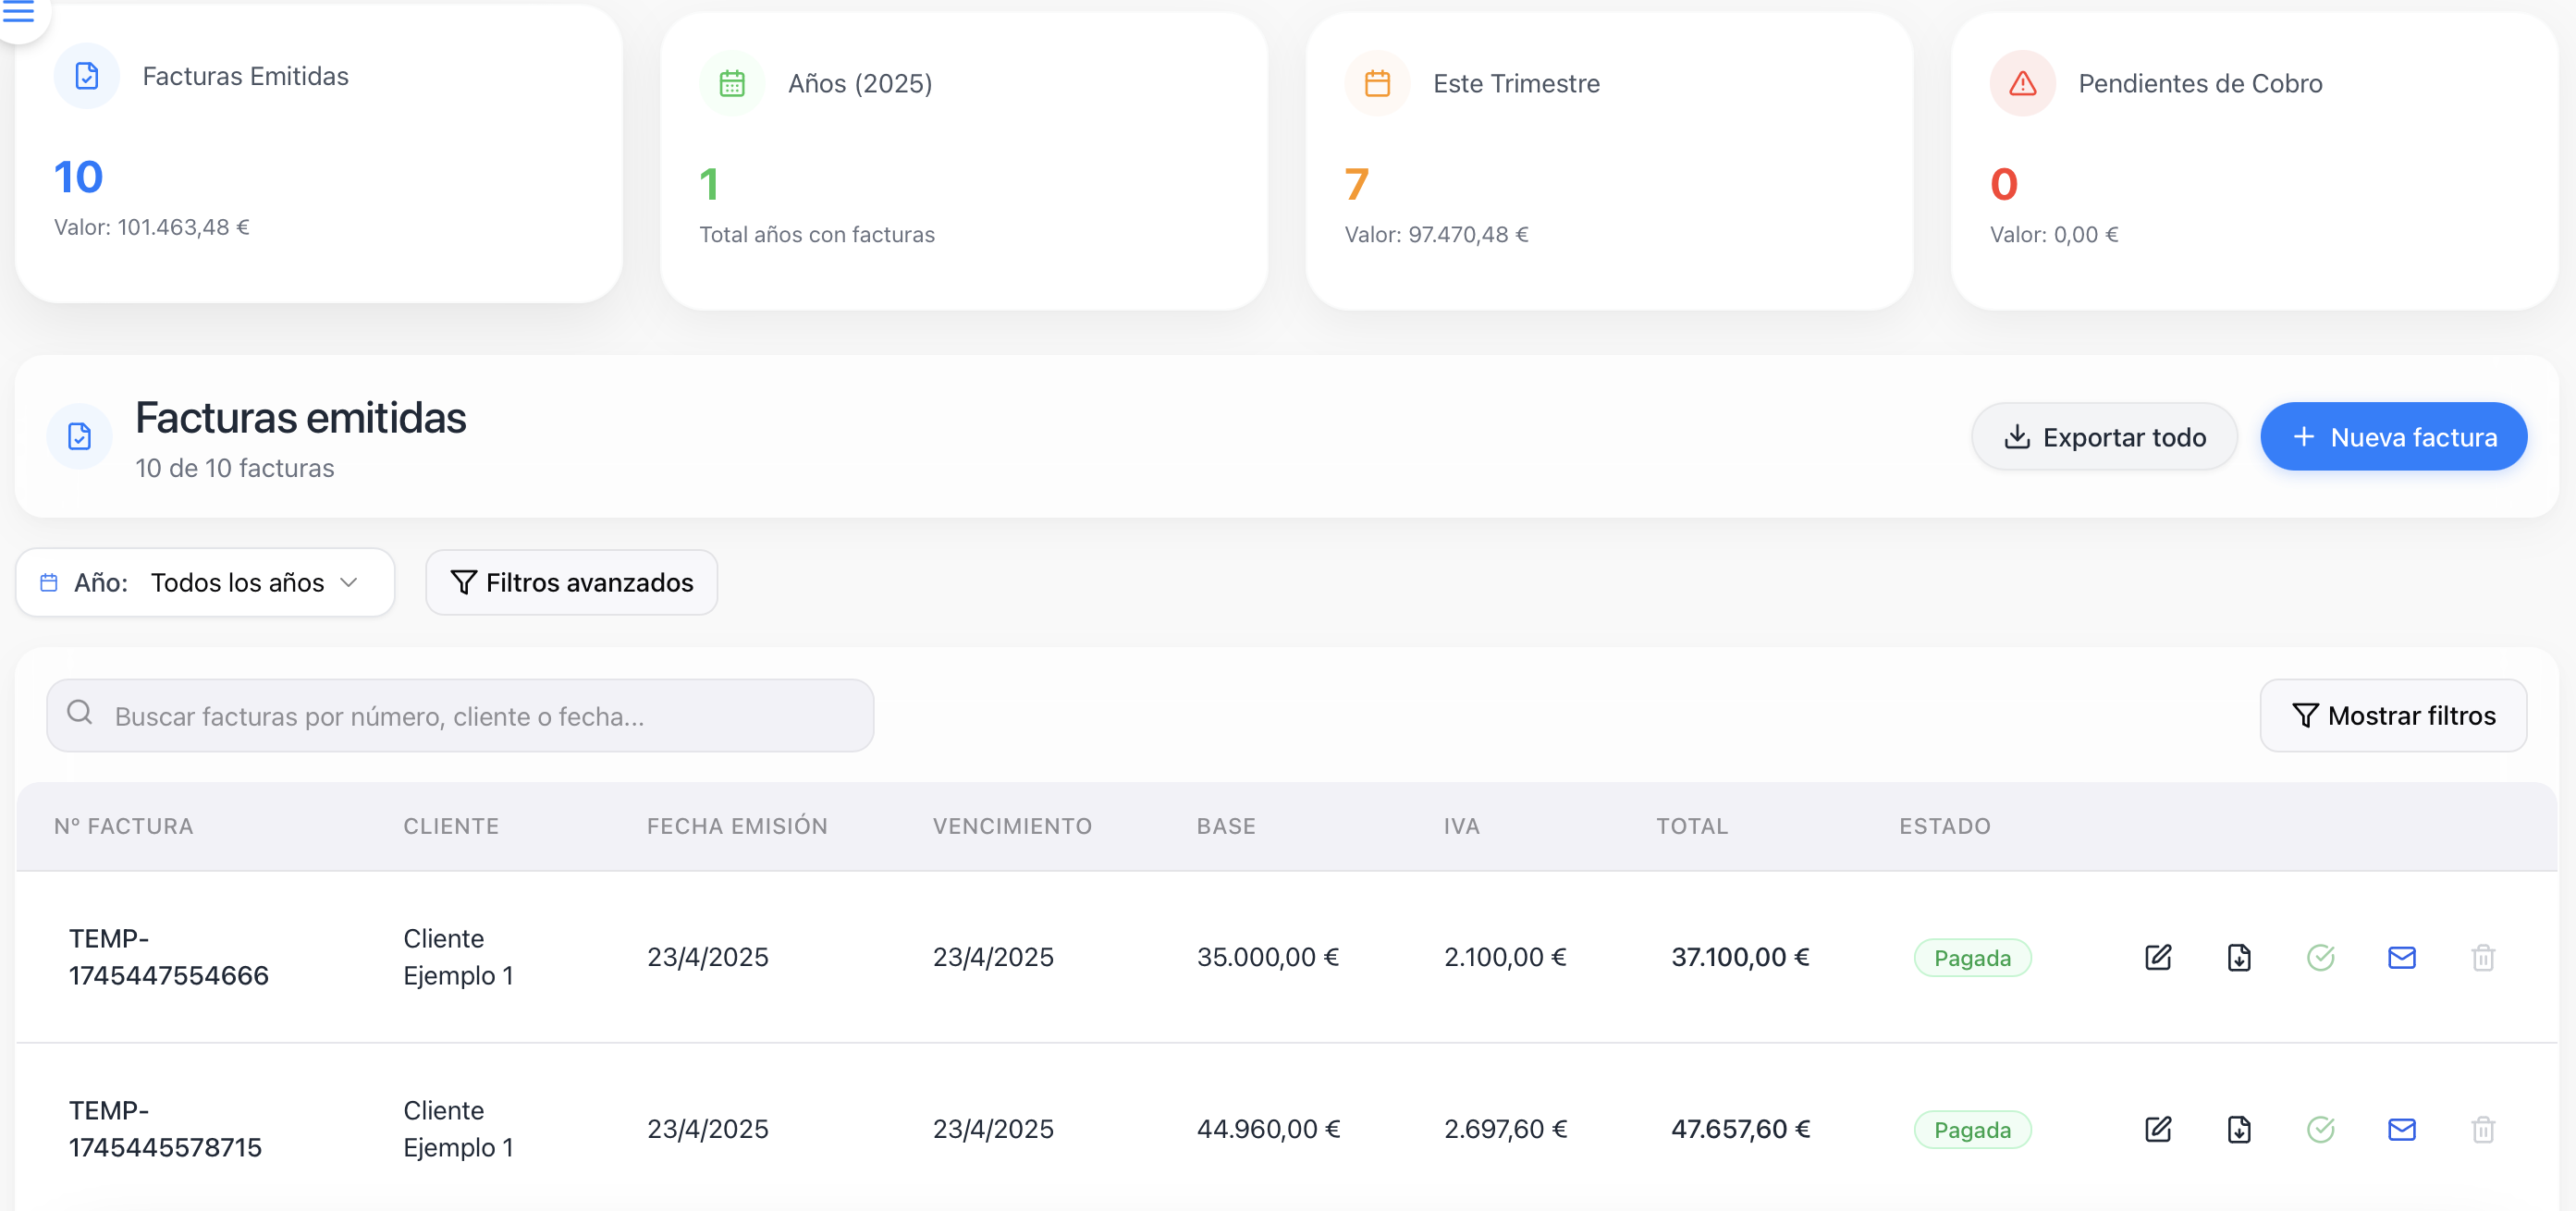 Facturas Emitidas
10
Valor: 101.463,48 €
Años (2025)
1
Total años con facturas
Este Trimestre
7
Valor: 97.470,48 €
Pendientes de Cobro
0
Valor: 0,00 €
Facturas emitidas
10 de 10 facturas
Exportar todo
Nueva factura
Año: Todos los años
Filtros avanzados
Buscar facturas por número, cliente o fecha...
Mostrar filtros
Nº FACTURA CLIENTE FECHA EMISIÓN VENCIMIENTO BASE IVA TOTAL ESTADO
TEMP-
1745447554666
Cliente
Ejemplo 1
23/4/2025
23/4/2025
35.000,00 €
2.100,00 €
37.100,00 €
Pagada
TEMP-
1745445578715
Cliente
Ejemplo 1
23/4/2025
23/4/2025
44.960,00 €
2.697,60 €
47.657,60 €
Pagada